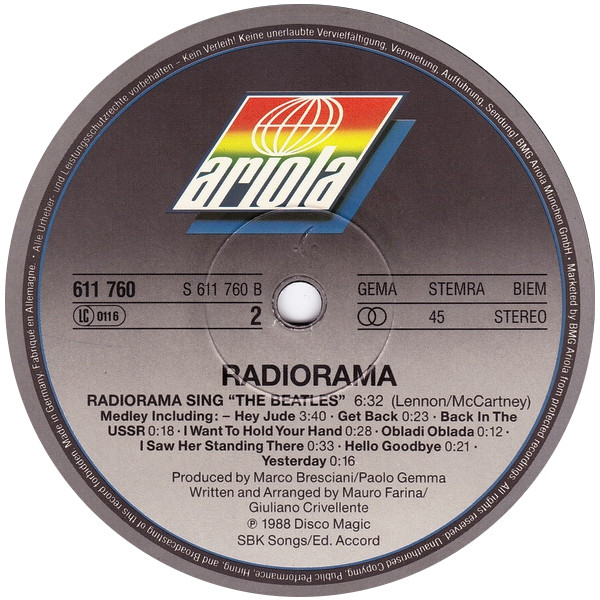 Alle Urheber- und Leistungsschutzrechte vorbehalten – Kein Verleih! Keine unerlaubte Vervielfältigung, Vermietung, Aufführung, Sendung! BMG Ariola München GmbH • Marketed by BMG Ariola from protected recordings. All rights reserved. Unauthorised Copying, Public Performance, Hiring, and Broadcasting of this record forbidden. Made in Germany. Fabriqué en Allemagne. •
ariola
611 760 S 611 760 B GEMA STEMRA BIEM
LC 0116 2 45 STEREO
RADIORAMA
RADIORAMA SING “THE BEATLES” 6:32 (Lennon/McCartney)
Medley Including: – Hey Jude 3:40 · Get Back 0:23 · Back In The
USSR 0:18 · I Want To Hold Your Hand 0:28 · Obladi Oblada 0:12 ·
I Saw Her Standing There 0:33 · Hello Goodbye 0:21 ·
Yesterday 0:16
Produced by Marco Bresciani/Paolo Gemma
Written and Arranged by Mauro Farina/
Giuliano Crivellente
℗ 1988 Disco Magic
SBK Songs/Ed. Accord